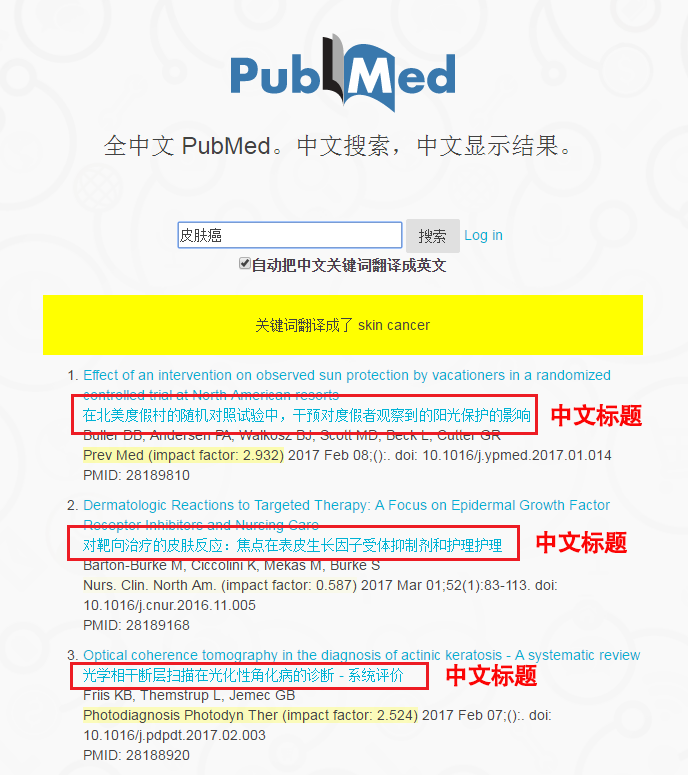 PubMed
全中文 PubMed。中文搜索，中文显示结果。
皮肤癌 搜索 Log in
自动把中文关键词翻译成英文
关键词翻译成了 skin cancer
1. Effect of an intervention on observed sun protection by vacationers in a randomized
controlled trial at North American resorts
在北美度假村的随机对照试验中，干预对度假者观察到的阳光保护的影响 中文标题
Buller DB, Andersen PA, Walkosz BJ, Scott MD, Beck L, Cutter GR
Prev Med (impact factor: 2.932) 2017 Feb 08;():. doi: 10.1016/j.ypmed.2017.01.014
PMID: 28189810
2. Dermatologic Reactions to Targeted Therapy: A Focus on Epidermal Growth Factor
Receptor Inhibitors and Nursing Care
对靶向治疗的皮肤反应：焦点在表皮生长因子受体抑制剂和护理护理 中文标题
Barton-Burke M, Ciccolini K, Mekas M, Burke S
Nurs. Clin. North Am. (impact factor: 0.587) 2017 Mar 01;52(1):83-113. doi:
10.1016/j.cnur.2016.11.005
PMID: 28189168
3. Optical coherence tomography in the diagnosis of actinic keratosis - A systematic review
光学相干断层扫描在光化性角化病的诊断 - 系统评价 中文标题
Friis KB, Themstrup L, Jemec GB
Photodiagnosis Photodyn Ther (impact factor: 2.524) 2017 Feb 07;():. doi:
10.1016/j.pdpdt.2017.02.003
PMID: 28188920